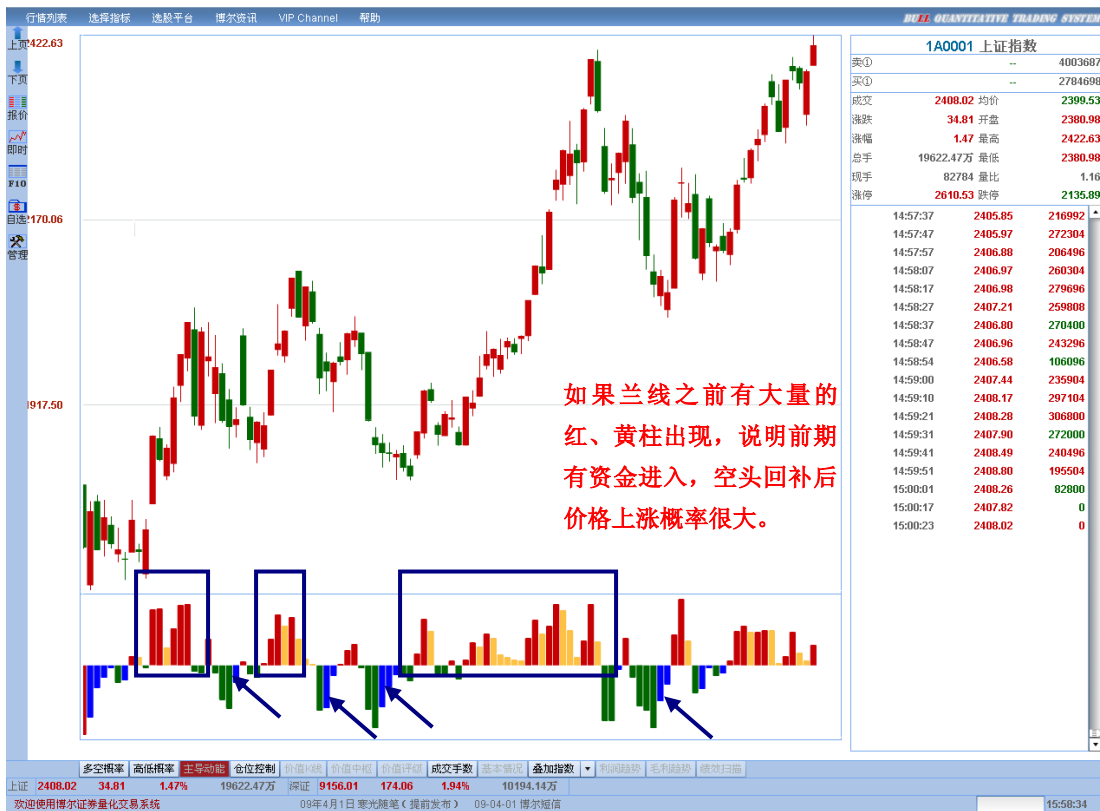 行情列表 选择指标 选股平台 博尔资讯 VIP Channel 帮助 BULL QUANTITATIVE TRADING SYSTEM
上页
下页
报价
即时
F10
自选
管理
2422.63
2170.06
1917.50
如果兰线之前有大量的
红、黄柱出现，说明前期
有资金进入，空头回补后
价格上涨概率很大。
1A0001 上证指数
卖① -- 4003687
买① -- 2784698
成交 2408.02 均价 2399.53
涨跌 34.81 开盘 2380.98
涨幅 1.47 最高 2422.63
总手 19622.47万 最低 2380.98
现手 82784 量比 1.16
涨停 2610.53 跌停 2135.89
14:57:37 2405.85 216992
14:57:47 2405.97 272304
14:57:57 2406.88 206496
14:58:07 2406.97 260304
14:58:17 2406.98 279696
14:58:27 2407.21 259808
14:58:37 2406.80 270400
14:58:47 2406.96 243296
14:58:54 2406.58 106096
14:59:00 2407.44 235904
14:59:10 2408.17 297104
14:59:21 2408.28 306800
14:59:31 2407.90 272000
14:59:41 2408.49 240496
14:59:51 2408.80 195504
15:00:01 2408.26 82800
15:00:17 2407.82 0
15:00:23 2408.02 0
多空概率 高低概率 主导动能 仓位控制 价值K线 价值中枢 价值评级 成交手数 基本情况 叠加指数 利润趋势 毛利趋势 绩效扫描
上证 2408.02 34.81 1.47% 19622.47万 深证 9156.01 174.06 1.94% 10194.14万
欢迎使用博尔证券量化交易系统 09年4月1日寒光随笔（提前发布） 09-04-01 博尔短信 15:58:34